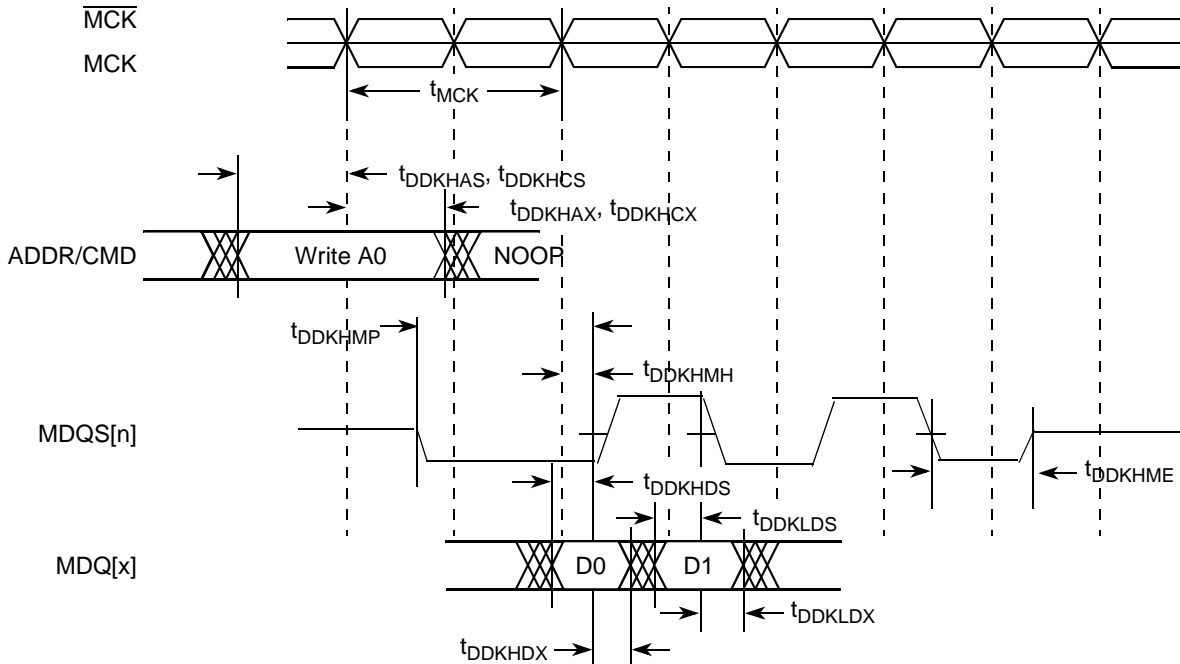 MCK
MCK
tMCK
tDDKHAS, tDDKHCS
tDDKHAX, tDDKHCX
ADDR/CMD
Write A0
NOOP
tDDKHMP
tDDKHMH
MDQS[n]
tDDKHDS
tDDKHME
tDDKLDS
MDQ[x]
D0
D1
tDDKLDX
tDDKHDX